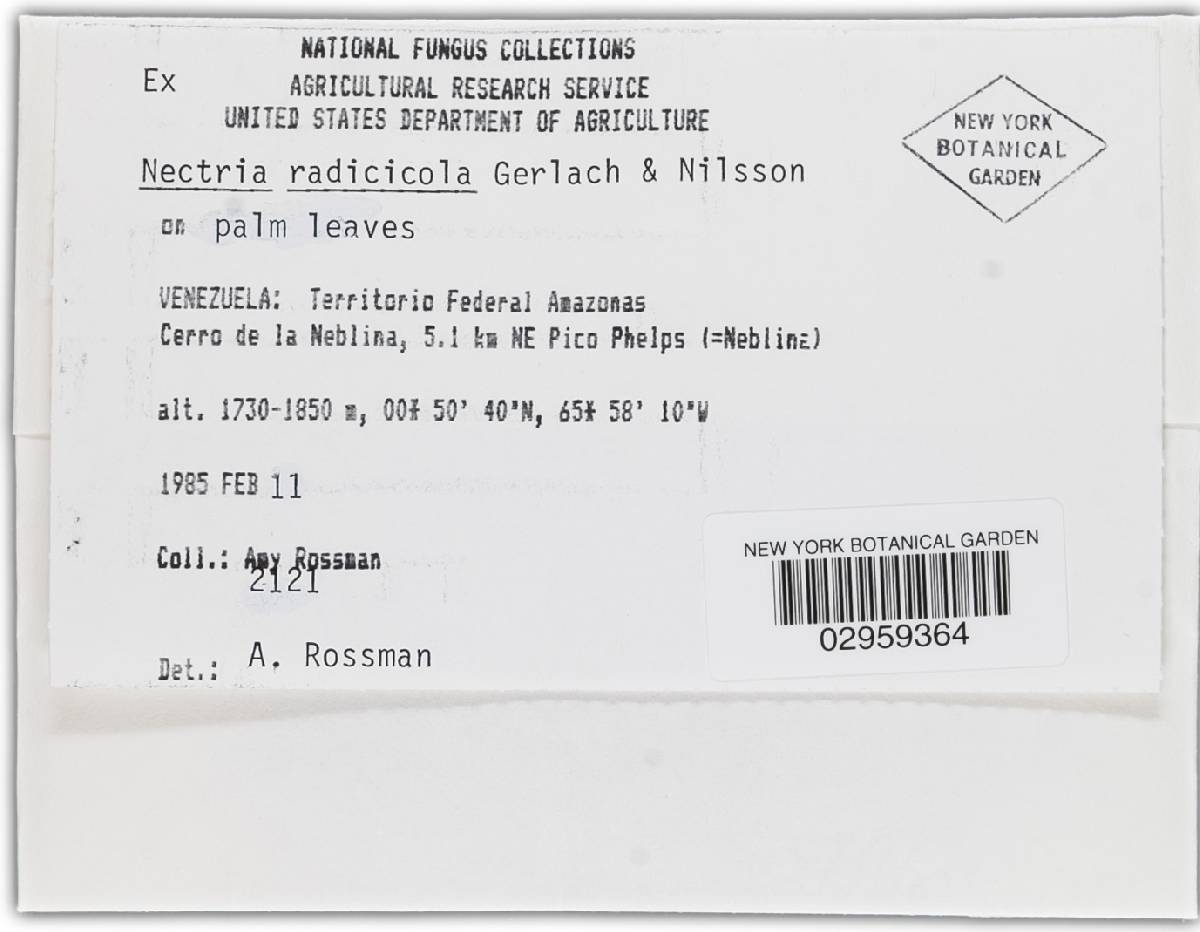 NATIONAL FUNGUS COLLECTIONS
Ex AGRICULTURAL RESEARCH SERVICE
UNITED STATES DEPARTMENT OF AGRICULTURE
Nectria radicicola Gerlach & Nilsson
on palm leaves
VENEZUELA: Territorio Federal Amazonas
Cerro de la Neblina, 5.1 km NE Pico Phelps (=Neblina)
alt. 1730-1850 m, 00* 50' 40"N, 65* 58' 10"W
1985 FEB 11
Coll.: Amy Rossman
2121
Det.: A. Rossman
NEW YORK
BOTANICAL
GARDEN
NEW YORK BOTANICAL GARDEN
02959364